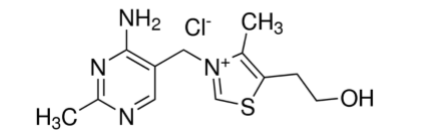 NH₂ Cl⁻ CH₃
N N⁺
OH
H₃C N S